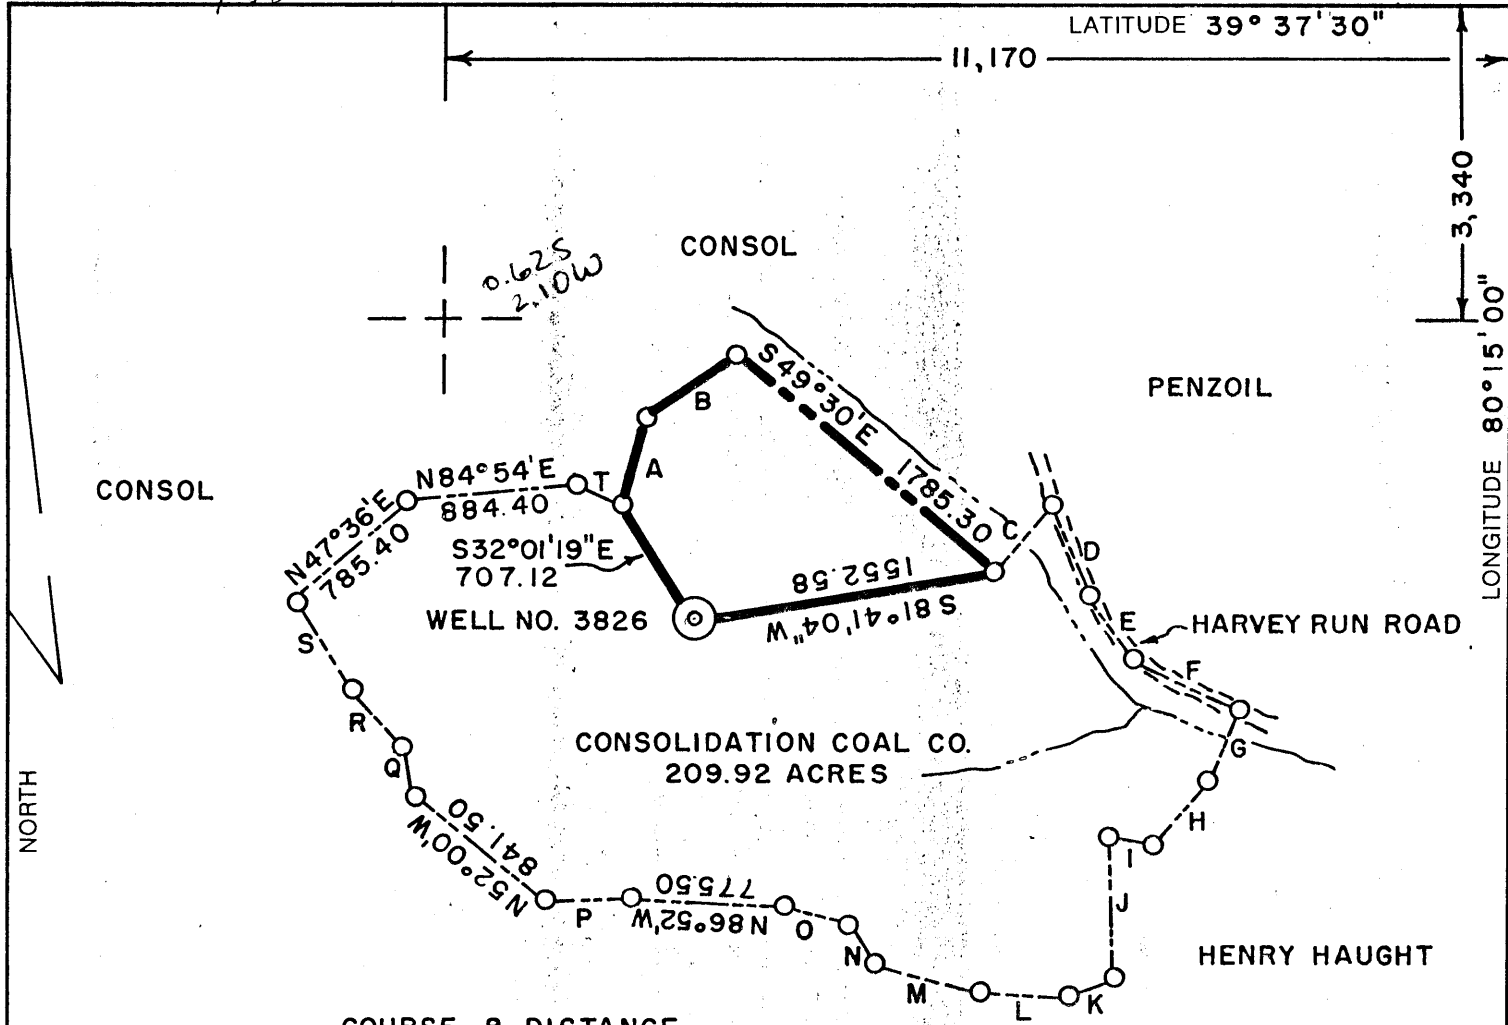 LATITUDE 39° 37' 30"
11,170
3,340
LONGITUDE 80° 15' 00"
0.62S
2.10W
CONSOL
PENZOIL
CONSOL
S 49° 30' E 1785.30
B
A
T
N84° 54' E
884.40
N47° 36' E
785.40
S32° 01' 19" E
707.12
WELL NO. 3826
1552.58
S 81° 41' 04" W
C
D
E
HARVEY RUN ROAD
F
G
H
I
J
K
L
M
N
O
P
Q
R
S
CONSOLIDATION COAL CO.
209.92 ACRES
841.50
N52° 00' W
775.50
N86° 52' W
HENRY HAUGHT
NORTH
COURSE & DISTANCE